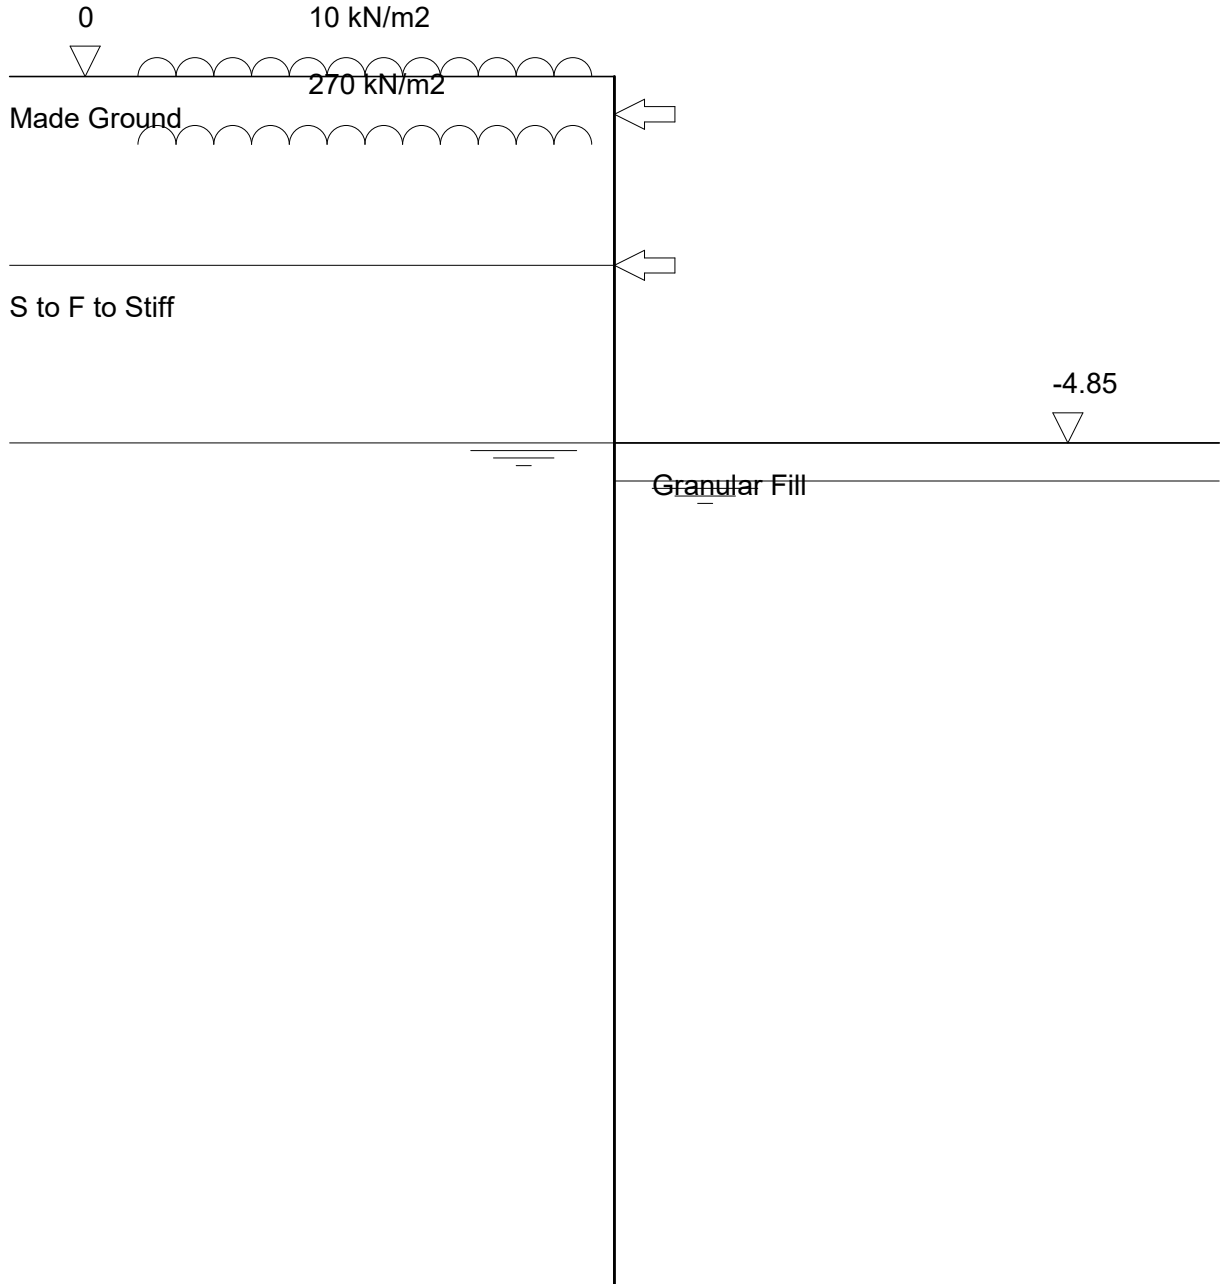 0
10 kN/m2
270 kN/m2
Made Ground
S to F to Stiff
-4.85
Granular Fill